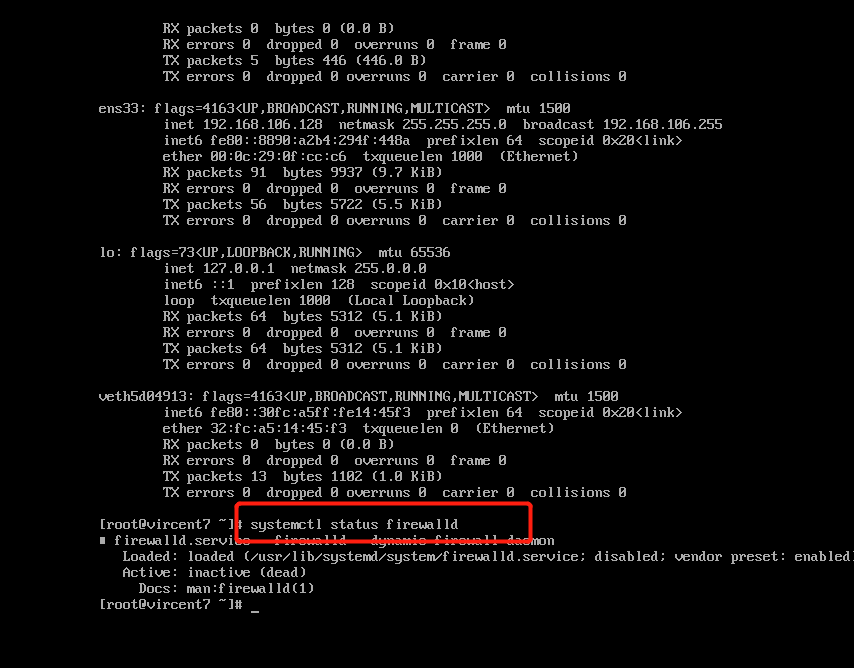 RX packets 0  bytes 0 (0.0 B)
RX errors 0  dropped 0  overruns 0  frame 0
TX packets 5  bytes 446 (446.0 B)
TX errors 0  dropped 0 overruns 0  carrier 0  collisions 0
ens33: flags=4163<UP,BROADCAST,RUNNING,MULTICAST>  mtu 1500
inet 192.168.106.128  netmask 255.255.255.0  broadcast 192.168.106.255
inet6 fe80::8890:a2b4:294f:448a  prefixlen 64  scopeid 0x20<link>
ether 00:0c:29:0f:cc:c6  txqueuelen 1000  (Ethernet)
RX packets 91  bytes 9937 (9.7 KiB)
RX errors 0  dropped 0  overruns 0  frame 0
TX packets 56  bytes 5722 (5.5 KiB)
TX errors 0  dropped 0 overruns 0  carrier 0  collisions 0
lo: flags=73<UP,LOOPBACK,RUNNING>  mtu 65536
inet 127.0.0.1  netmask 255.0.0.0
inet6 ::1  prefixlen 128  scopeid 0x10<host>
loop  txqueuelen 1000  (Local Loopback)
RX packets 64  bytes 5312 (5.1 KiB)
RX errors 0  dropped 0  overruns 0  frame 0
TX packets 64  bytes 5312 (5.1 KiB)
TX errors 0  dropped 0 overruns 0  carrier 0  collisions 0
veth5d04913: flags=4163<UP,BROADCAST,RUNNING,MULTICAST>  mtu 1500
inet6 fe80::30fc:a5ff:fe14:45f3  prefixlen 64  scopeid 0x20<link>
ether 32:fc:a5:14:45:f3  txqueuelen 0  (Ethernet)
RX packets 0  bytes 0 (0.0 B)
RX errors 0  dropped 0  overruns 0  frame 0
TX packets 13  bytes 1102 (1.0 KiB)
TX errors 0  dropped 0 overruns 0  carrier 0  collisions 0
[root@vircent7 ~]# systemctl status firewalld
firewalld.service - firewalld - dynamic firewall daemon
Loaded: loaded (/usr/lib/systemd/system/firewalld.service; disabled; vendor preset: enabled)
Active: inactive (dead)
Docs: man:firewalld(1)
[root@vircent7 ~]# _